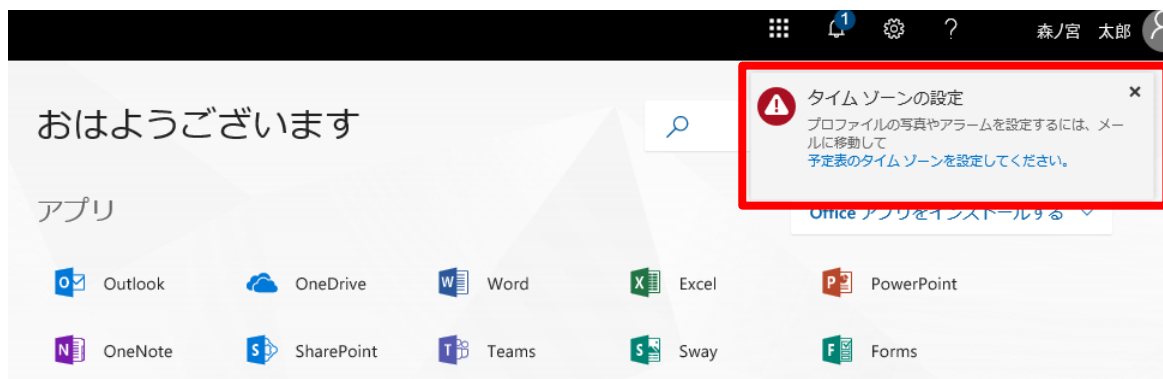 1
?
森ノ宮 太郎
おはようございます
タイム ゾーンの設定
×
プロファイルの写真やアラームを設定するには、メー
ルに移動して
予定表のタイム ゾーンを設定してください。
アプリ
Office アプリをインストールする
Outlook
OneDrive
Word
Excel
PowerPoint
OneNote
SharePoint
Teams
Sway
Forms